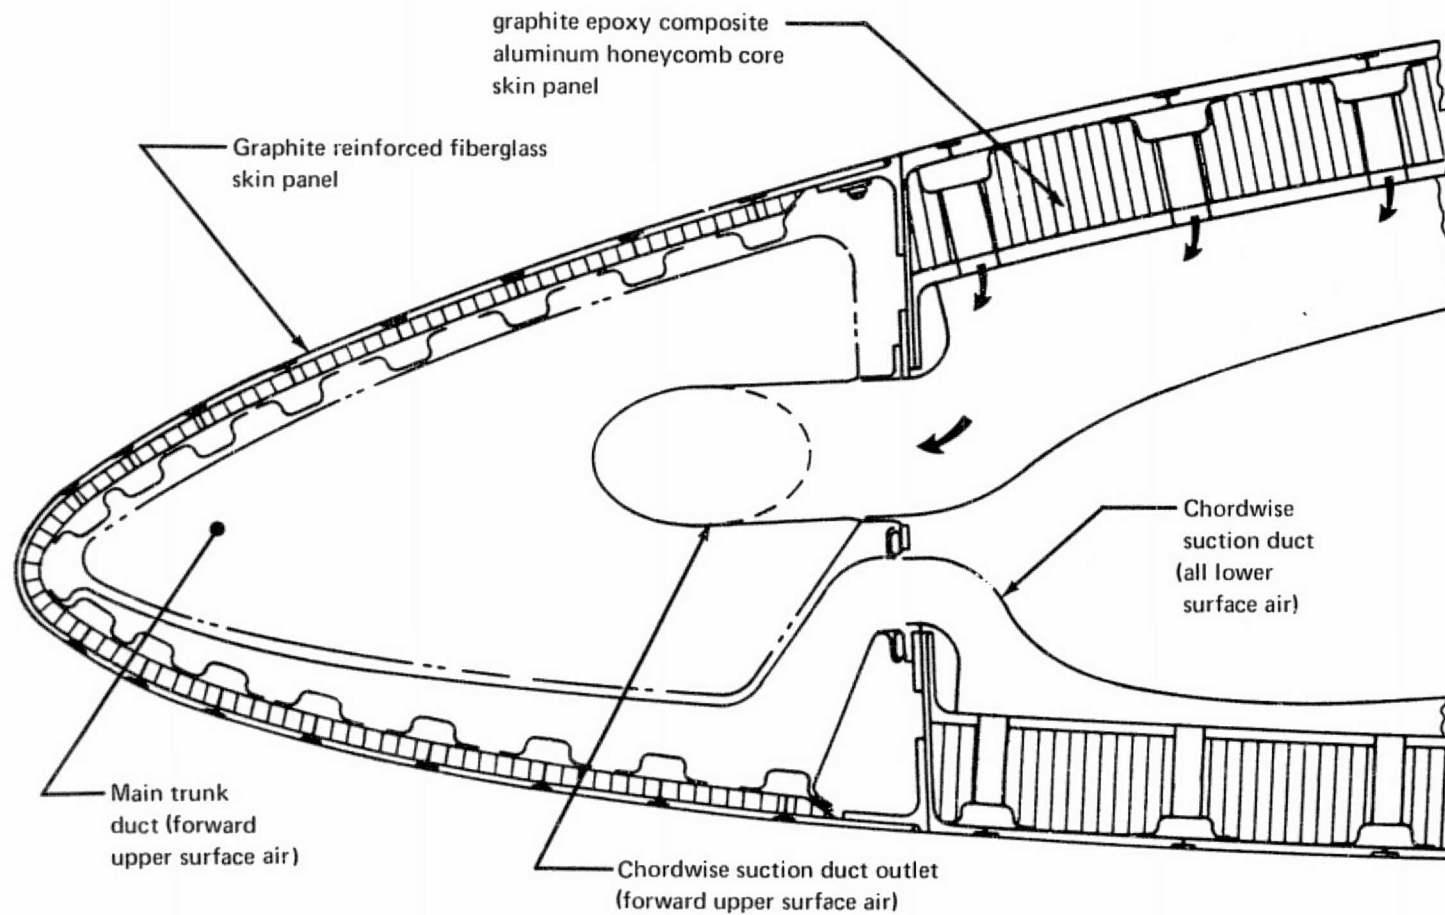 graphite epoxy composite
aluminum honeycomb core
skin panel
Graphite reinforced fiberglass
skin panel
Chordwise
suction duct
(all lower
surface air)
Main trunk
duct (forward
upper surface air)
Chordwise suction duct outlet
(forward upper surface air)